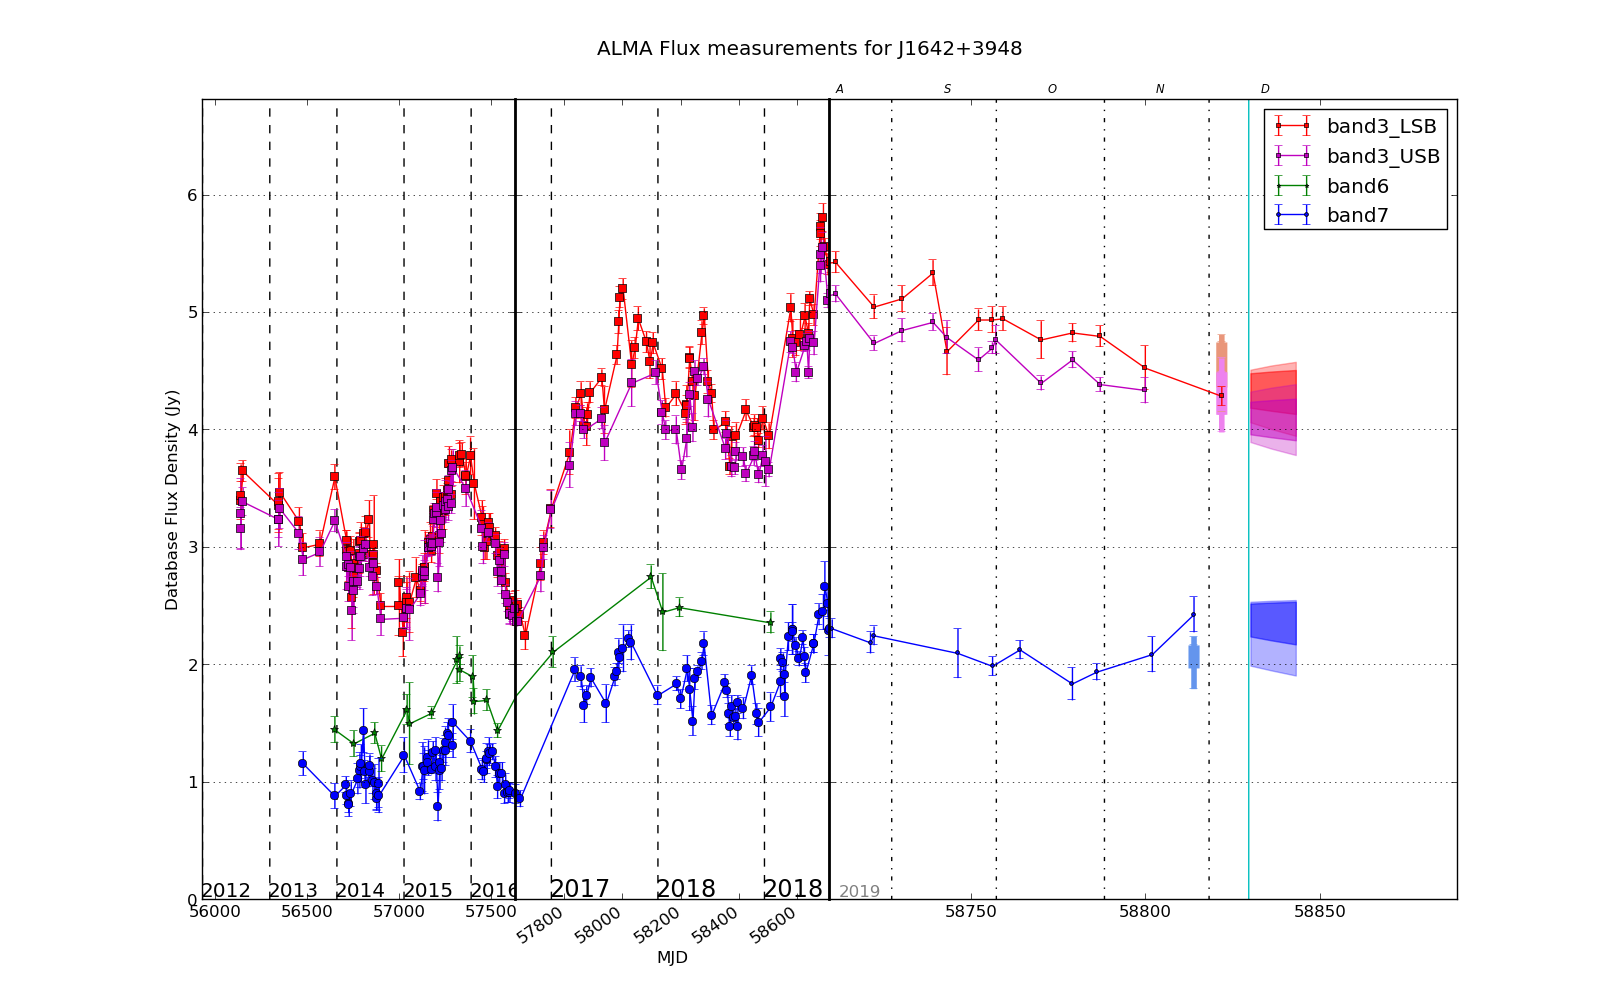 ALMA Flux measurements for J1642+3948
A S O N D
band3_LSB
band3_USB
band6
band7
Database Flux Density (Jy)
6
5
4
3
2
1
0
2012 2013 2014 2015 2016 2017 2018 2018 2019
56000 56500 57000 57500 57800 58000 58200 58400 58600 58750 58800 58850
MJD